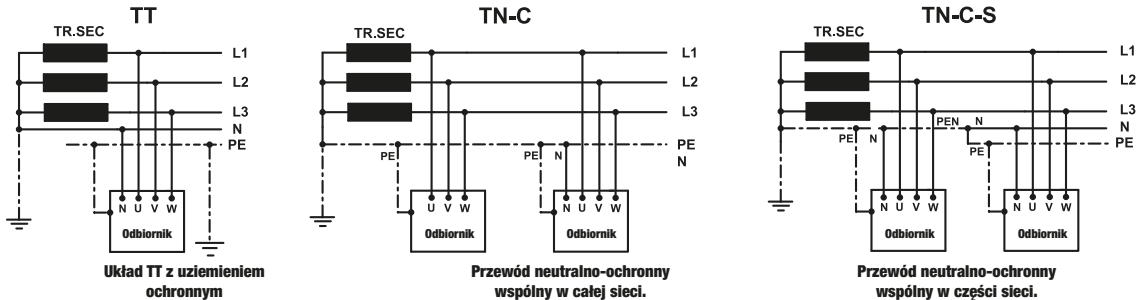 TT
TR.SEC
L1
L2
L3
N
PE
N U V W
Odbiornik
Układ TT z uziemieniem
ochronnym
TN-C
TR.SEC
L1
L2
L3
PE
N
PE
PE N
U V W
Odbiornik
N U V W
Odbiornik
Przewód neutralno-ochronny
wspólny w całej sieci.
TN-C-S
TR.SEC
L1
L2
L3
PEN N
N
PE N
PE
PE
N U V W
Odbiornik
N U V W
Odbiornik
Przewód neutralno-ochronny
wspólny w części sieci.